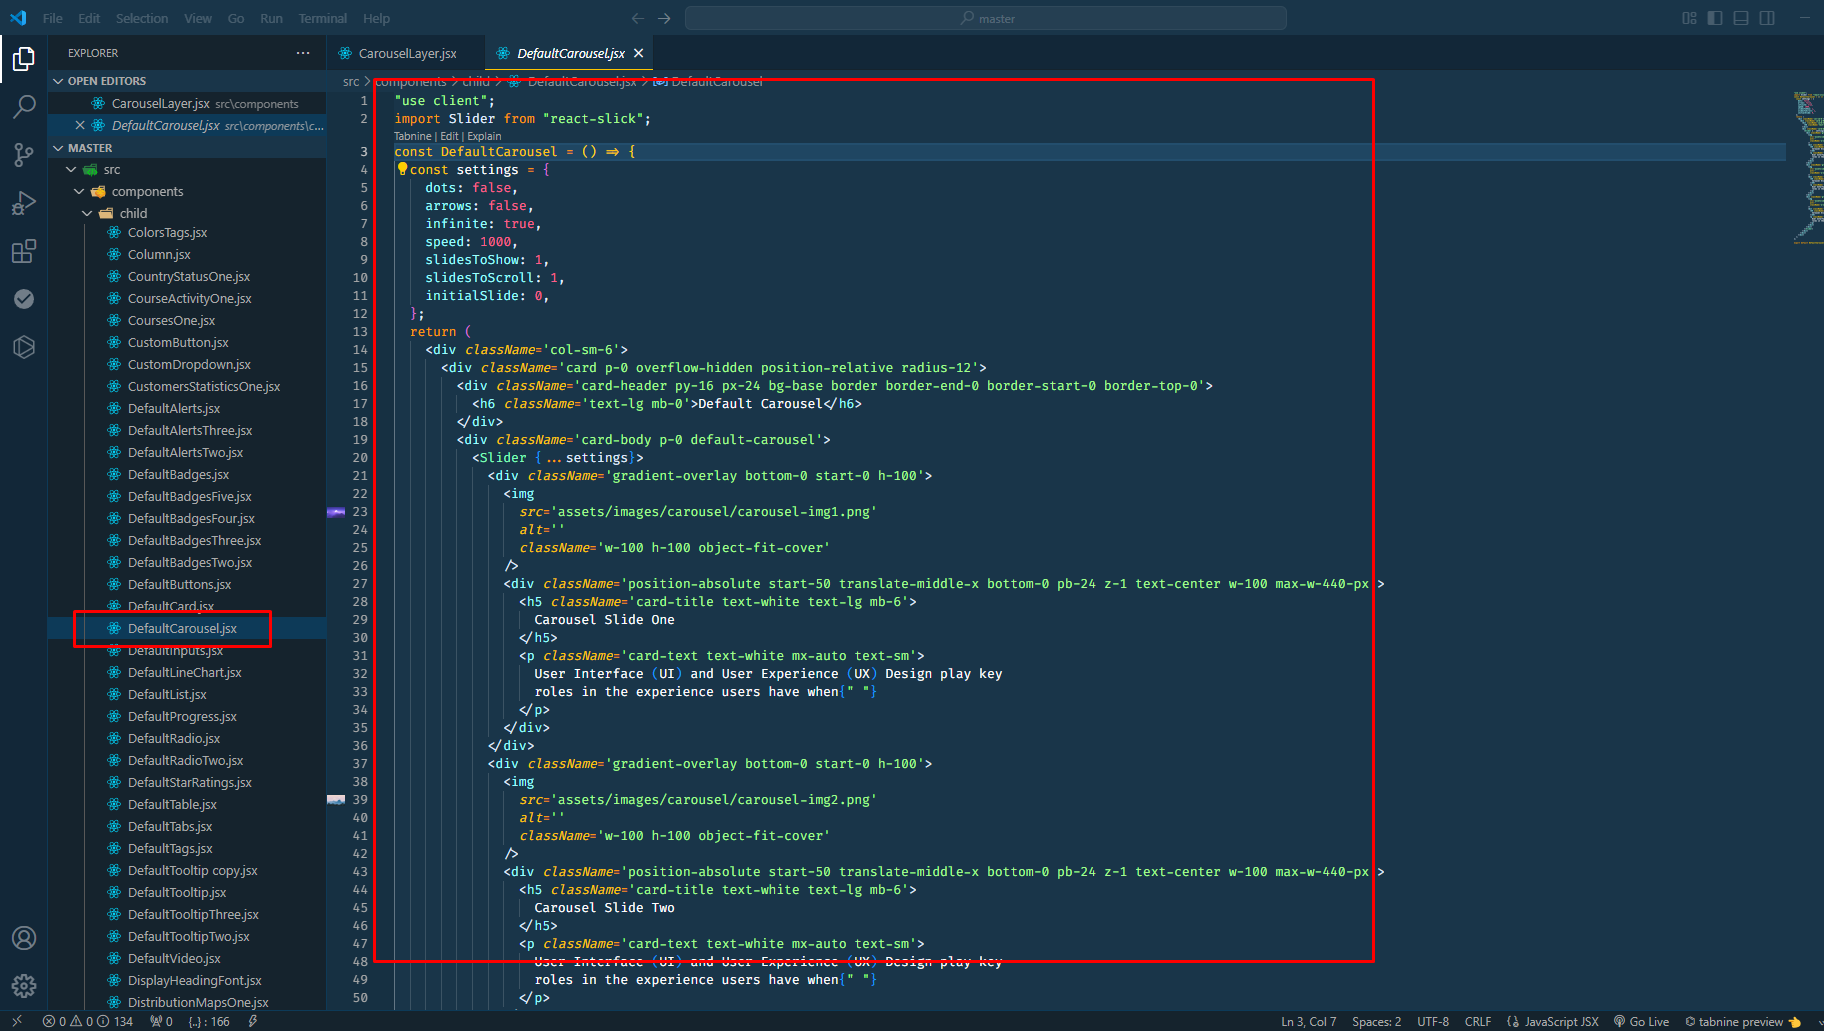 File Edit Selection View Go Run Terminal Help
master
EXPLORER
OPEN EDITORS
CarouselLayer.jsx src\components
DefaultCarousel.jsx src\components\c...
MASTER
src
components
child
ColorsTags.jsx
Column.jsx
CountryStatusOne.jsx
CourseActivityOne.jsx
CoursesOne.jsx
CustomButton.jsx
CustomDropdown.jsx
CustomersStatisticsOne.jsx
DefaultAlerts.jsx
DefaultAlertsThree.jsx
DefaultAlertsTwo.jsx
DefaultBadges.jsx
DefaultBadgesFive.jsx
DefaultBadgesFour.jsx
DefaultBadgesThree.jsx
DefaultBadgesTwo.jsx
DefaultButtons.jsx
DefaultCard.jsx
DefaultCarousel.jsx
DefaultInputs.jsx
DefaultLineChart.jsx
DefaultList.jsx
DefaultProgress.jsx
DefaultRadio.jsx
DefaultRadioTwo.jsx
DefaultStarRatings.jsx
DefaultTable.jsx
DefaultTabs.jsx
DefaultTags.jsx
DefaultTooltip copy.jsx
DefaultTooltip.jsx
DefaultTooltipThree.jsx
DefaultTooltipTwo.jsx
DefaultVideo.jsx
DisplayHeadingFont.jsx
DistributionMapsOne.jsx
CarouselLayer.jsx DefaultCarousel.jsx
src > components > child > DefaultCarousel.jsx > DefaultCarousel
1 "use client";
2 import Slider from "react-slick";
Tabnine | Edit | Explain
3 const DefaultCarousel = () => {
4 const settings = {
5 dots: false,
6 arrows: false,
7 infinite: true,
8 speed: 1000,
9 slidesToShow: 1,
10 slidesToScroll: 1,
11 initialSlide: 0,
12 };
13 return (
14 <div className='col-sm-6'>
15 <div className='card p-0 overflow-hidden position-relative radius-12'>
16 <div className='card-header py-16 px-24 bg-base border border-end-0 border-start-0 border-top-0'>
17 <h6 className='text-lg mb-0'>Default Carousel</h6>
18 </div>
19 <div className='card-body p-0 default-carousel'>
20 <Slider {...settings}>
21 <div className='gradient-overlay bottom-0 start-0 h-100'>
22 <img
23 src='assets/images/carousel/carousel-img1.png'
24 alt=''
25 className='w-100 h-100 object-fit-cover'
26 />
27 <div className='position-absolute start-50 translate-middle-x bottom-0 pb-24 z-1 text-center w-100 max-w-440-px'>
28 <h5 className='card-title text-white text-lg mb-6'>
29 Carousel Slide One
30 </h5>
31 <p className='card-text text-white mx-auto text-sm'>
32 User Interface (UI) and User Experience (UX) Design play key
33 roles in the experience users have when{" "}
34 </p>
35 </div>
36 </div>
37 <div className='gradient-overlay bottom-0 start-0 h-100'>
38 <img
39 src='assets/images/carousel/carousel-img2.png'
40 alt=''
41 className='w-100 h-100 object-fit-cover'
42 />
43 <div className='position-absolute start-50 translate-middle-x bottom-0 pb-24 z-1 text-center w-100 max-w-440-px'>
44 <h5 className='card-title text-white text-lg mb-6'>
45 Carousel Slide Two
46 </h5>
47 <p className='card-text text-white mx-auto text-sm'>
48 User Interface (UI) and User Experience (UX) Design play key
49 roles in the experience users have when{" "}
50 </p>
0 0 134 0 {..} : 166 Ln 3, Col 7 Spaces: 2 UTF-8 CRLF JavaScript JSX Go Live tabnine preview